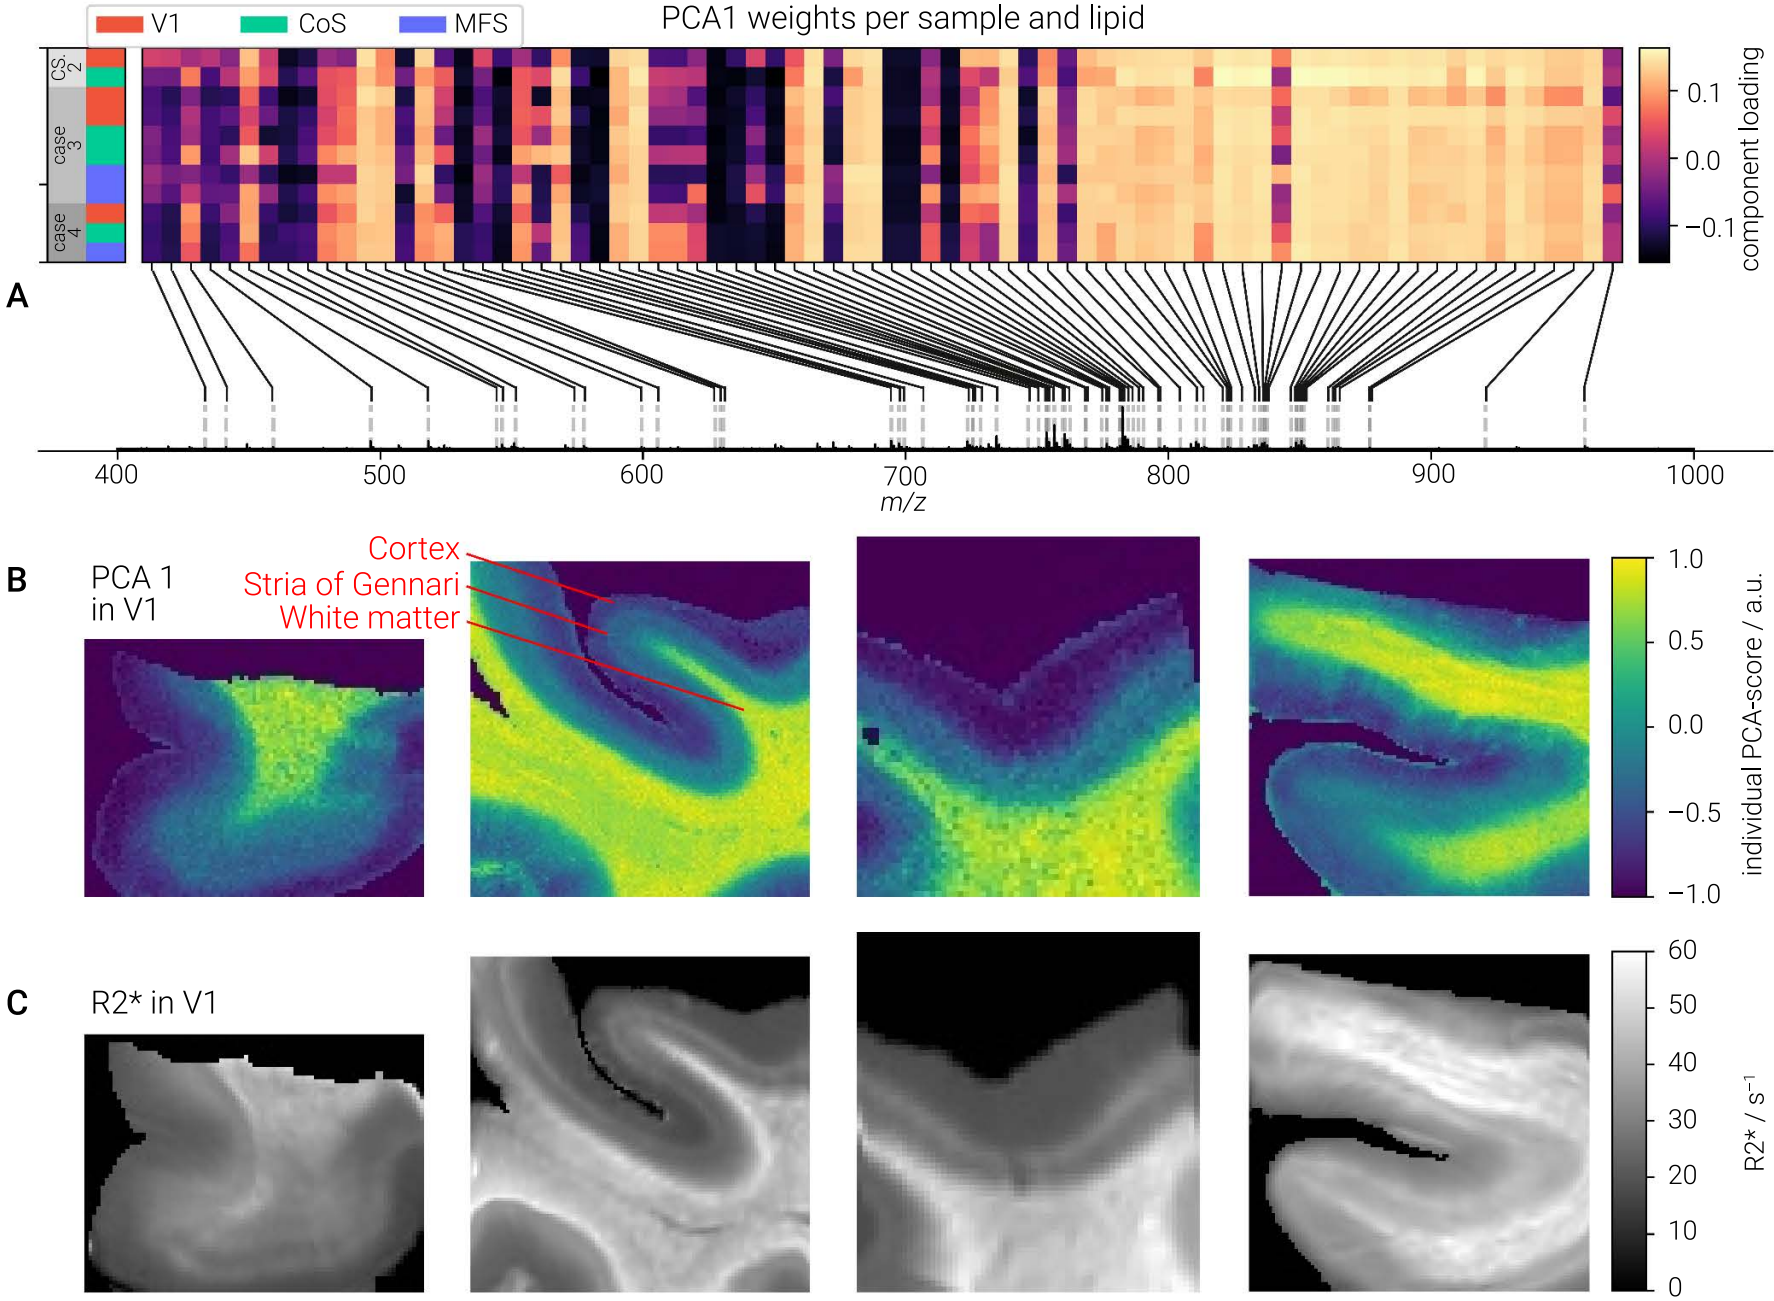 PCA1 weights per sample and lipid
V1 CoS MFS
CS. 2
case 3
case 4
0.1
0.0
−0.1
component loading
A
400 500 600 700 800 900 1000
m/z
B
PCA 1
in V1
Cortex
Stria of Gennari
White matter
1.0
0.5
0.0
−0.5
−1.0
individual PCA-score / a.u.
C
R2* in V1
60
50
40
30
20
10
0
R2* / s⁻¹